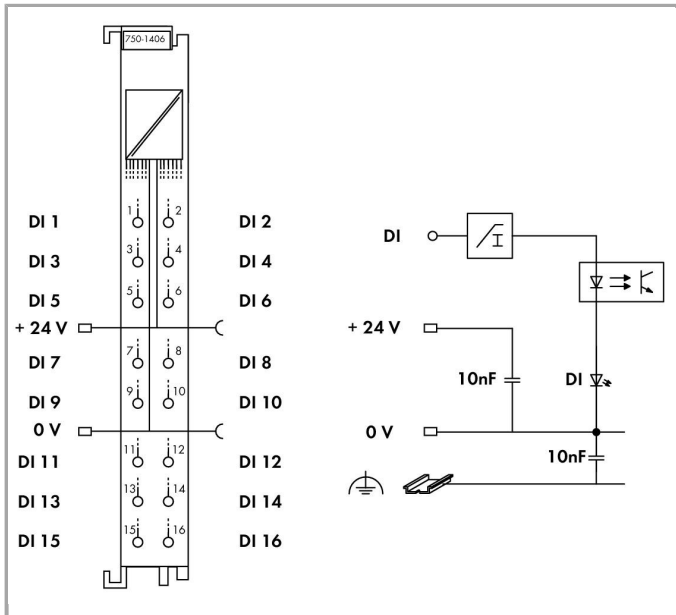 750-1406
1 2
DI 1 DI 2
3 4
DI 3 DI 4
5 6
DI 5 DI 6
+ 24 V
7 8
DI 7 DI 8
9 10
DI 9 DI 10
0 V
11 12
DI 11 DI 12
13 14
DI 13 DI 14
15 16
DI 15 DI 16
DI
I
+ 24 V
10nF
DI
0 V
10nF